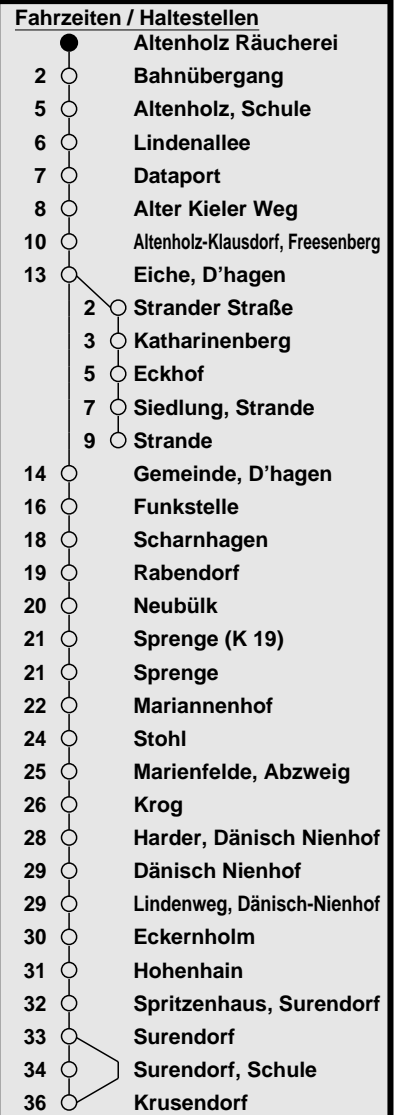 Fahrzeiten / Haltestellen
Altenholz Räucherei
2 Bahnübergang
5 Altenholz, Schule
6 Lindenallee
7 Dataport
8 Alter Kieler Weg
10 Altenholz-Klausdorf, Freesenberg
13 Eiche, D'hagen
2 Strander Straße
3 Katharinenberg
5 Eckhof
7 Siedlung, Strande
9 Strande
14 Gemeinde, D'hagen
16 Funkstelle
18 Scharnhagen
19 Rabendorf
20 Neubülk
21 Sprenge (K 19)
21 Sprenge
22 Mariannenhof
24 Stohl
25 Marienfelde, Abzweig
26 Krog
28 Harder, Dänisch Nienhof
29 Dänisch Nienhof
29 Lindenweg, Dänisch-Nienhof
30 Eckernholm
31 Hohenhain
32 Spritzenhaus, Surendorf
33 Surendorf
34 Surendorf, Schule
36 Krusendorf